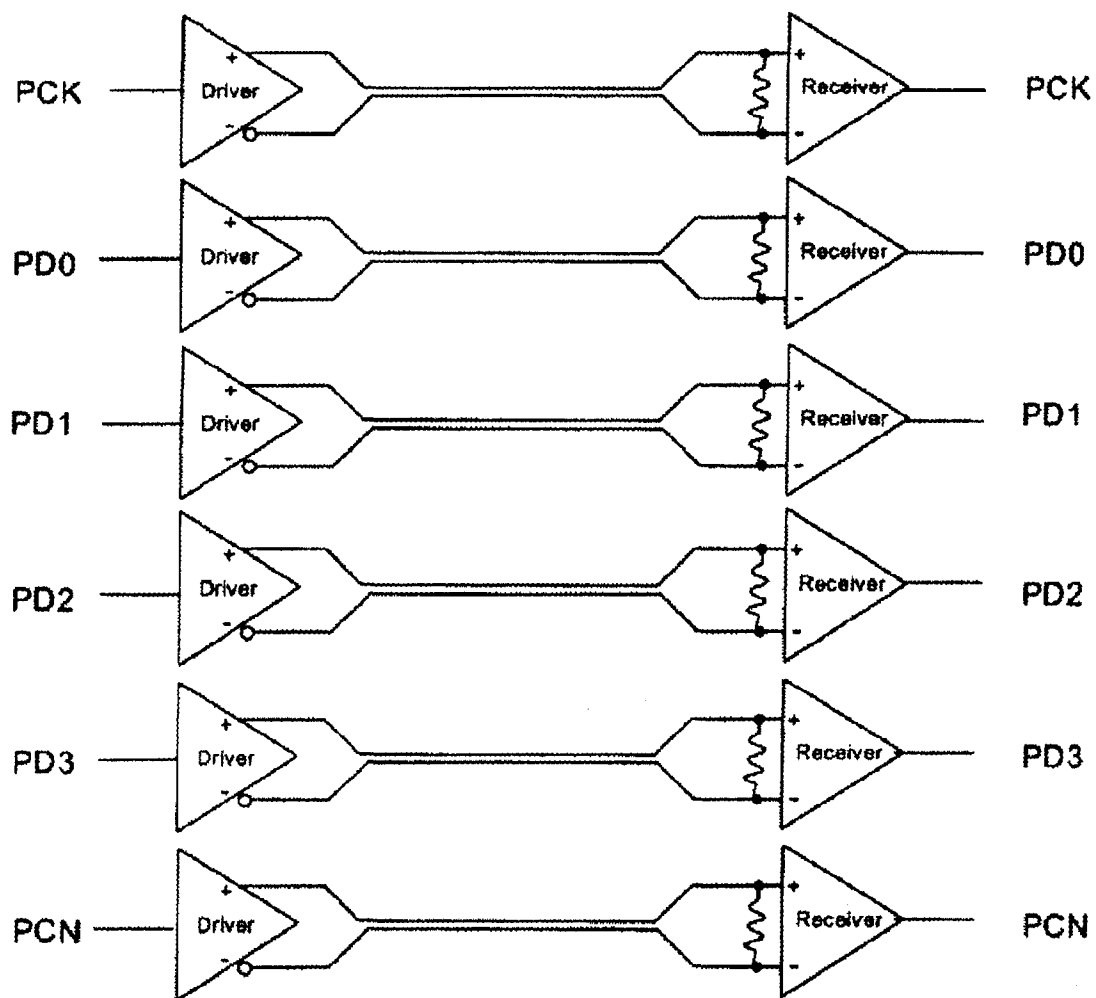 PCK + Driver - + Receiver - PCK
PD0 + Driver - + Receiver - PD0
PD1 + Driver - + Receiver - PD1
PD2 + Driver - + Receiver - PD2
PD3 + Driver - + Receiver - PD3
PCN + Driver - + Receiver - PCN